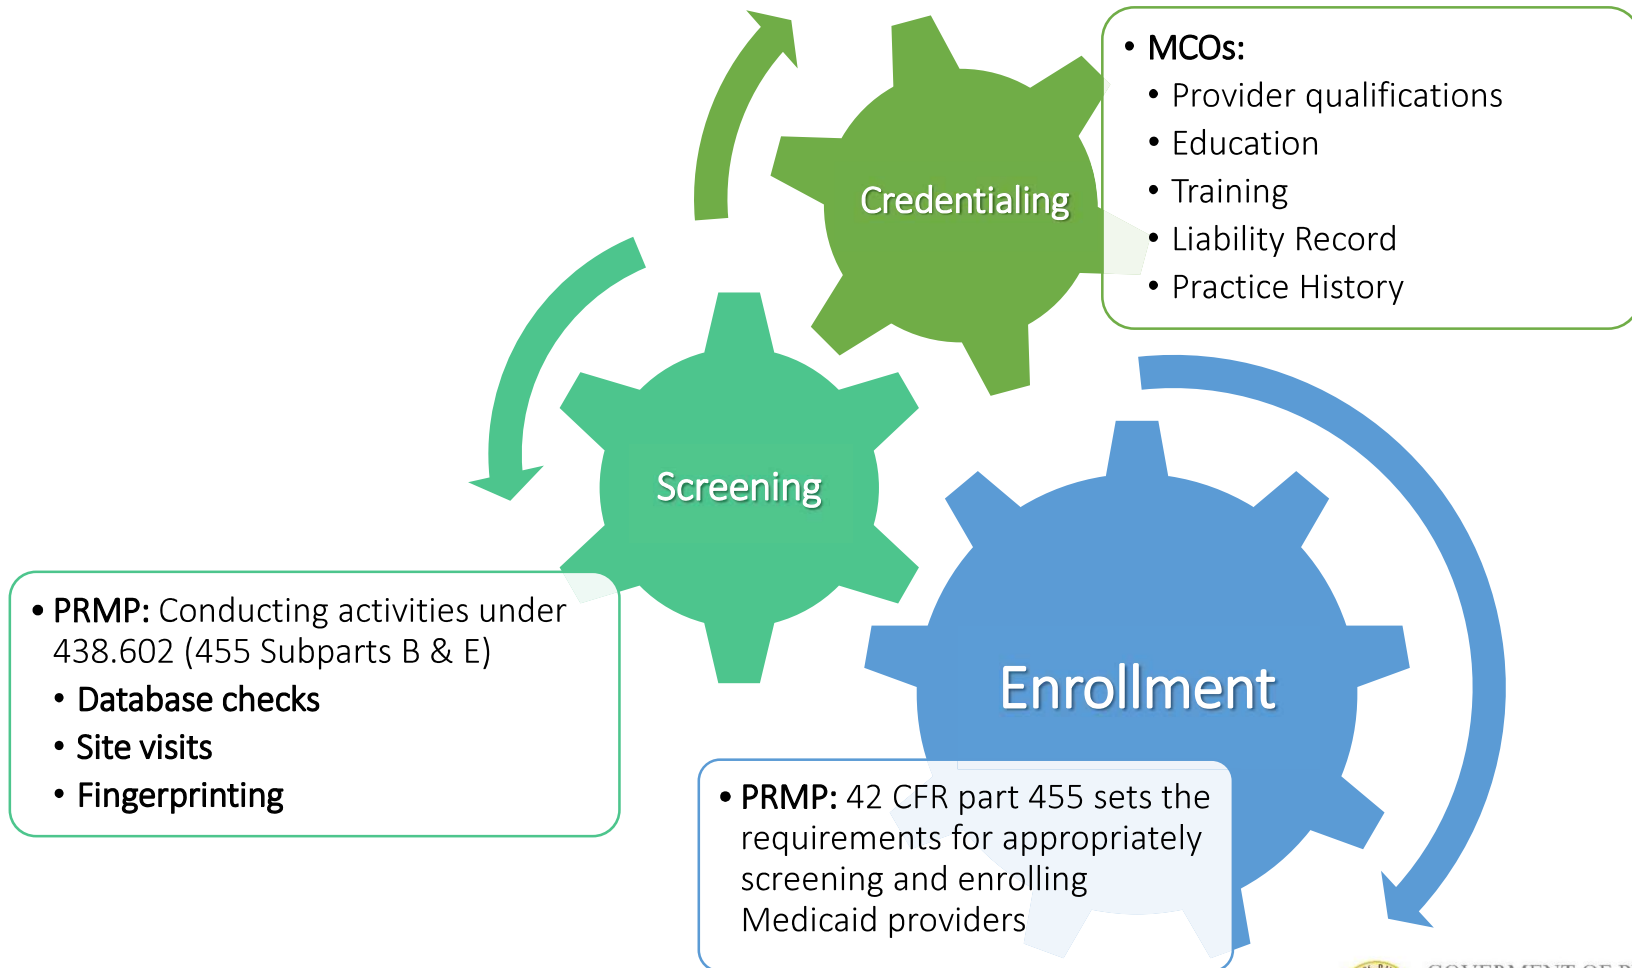 • MCOs:
• Provider qualifications
• Education
• Training
• Liability Record
• Practice History
Credentialing
Screening
• PRMP: Conducting activities under
438.602 (455 Subparts B & E)
• Database checks
• Site visits
• Fingerprinting
Enrollment
• PRMP: 42 CFR part 455 sets the
requirements for appropriately
screening and enrolling
Medicaid providers
GOVERMENT OF